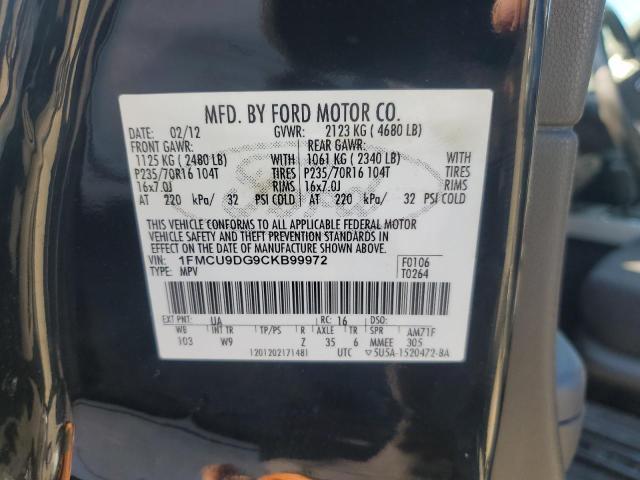 MFD. BY FORD MOTOR CO.
DATE: 02/12 GVWR: 2123 KG ( 4680 LB)
FRONT GAWR: REAR GAWR:
1125 KG ( 2480 LB) WITH 1061 KG ( 2340 LB) WITH
P235/70R16 104T TIRES P235/70R16 104T TIRES
16x7.0J RIMS 16x7.0J RIMS
AT 220 kPa/ 32 PSI COLD AT 220 kPa/ 32 PSI COLD
THIS VEHICLE CONFORMS TO ALL APPLICABLE FEDERAL MOTOR
VEHICLE SAFETY AND THEFT PREVENTION STANDARDS IN
EFFECT ON THE DATE OF MANUFACTURE SHOWN ABOVE.
VIN: 1FMCU9DG9CKB99972 F0106
TYPE: MPV T0264
EXT PNT: UA RC: 16 DSO:
WB INT TR TP/PS R AXLE TR SPR AM71F
103 W9 Z 35 6 MMEE 305
1201202171481 UTC 5U5A-1520472-BA
Ford